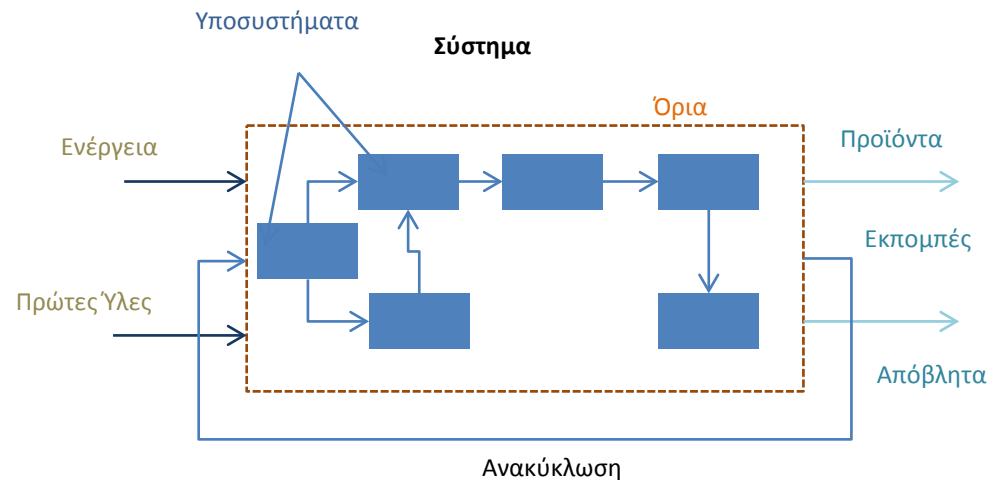 Υποσυστήματα
Σύστημα
Όρια
Ενέργεια
Προϊόντα
Εκπομπές
Πρώτες Ύλες
Απόβλητα
Ανακύκλωση